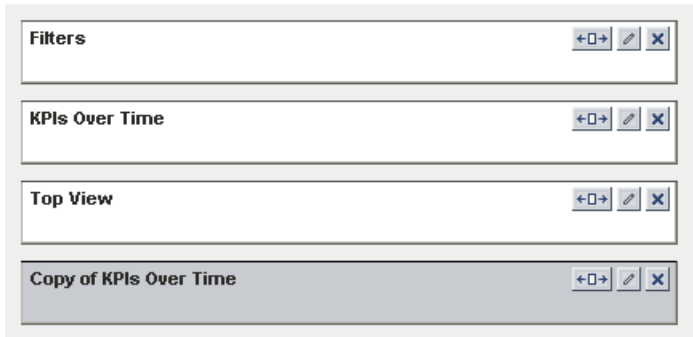 Filters
KPIs Over Time
Top View
Copy of KPIs Over Time